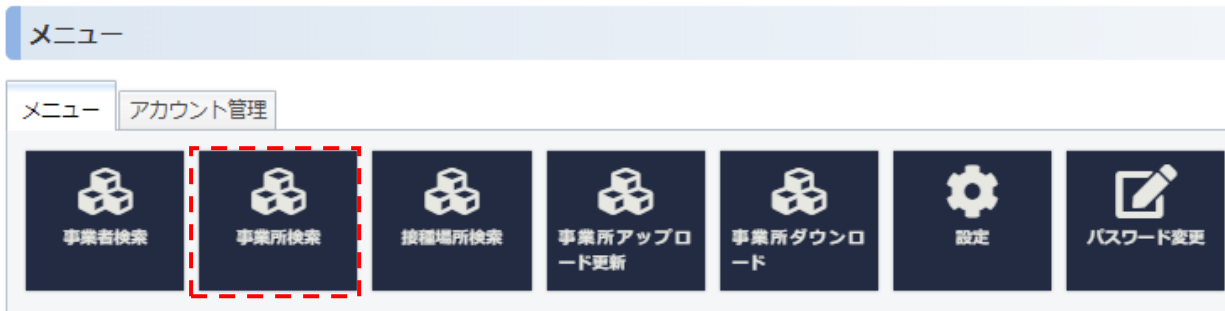 メニュー
メニュー
アカウント管理
事業者検索
事業所検索
接種場所検索
事業所アップロ
ード更新
事業所ダウンロ
ード
設定
パスワード変更